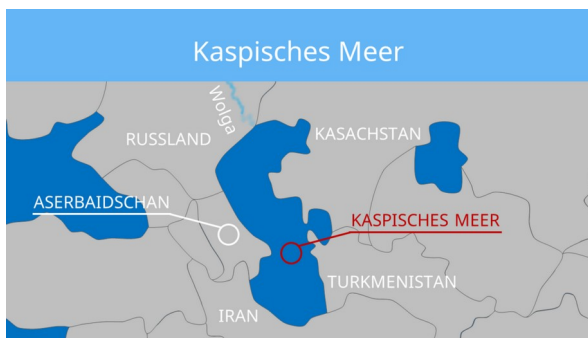 Kaspisches Meer
Wolga
RUSSLAND
KASACHSTAN
ASERBAIDSCHAN
KASPISCHES MEER
TURKMENISTAN
IRAN